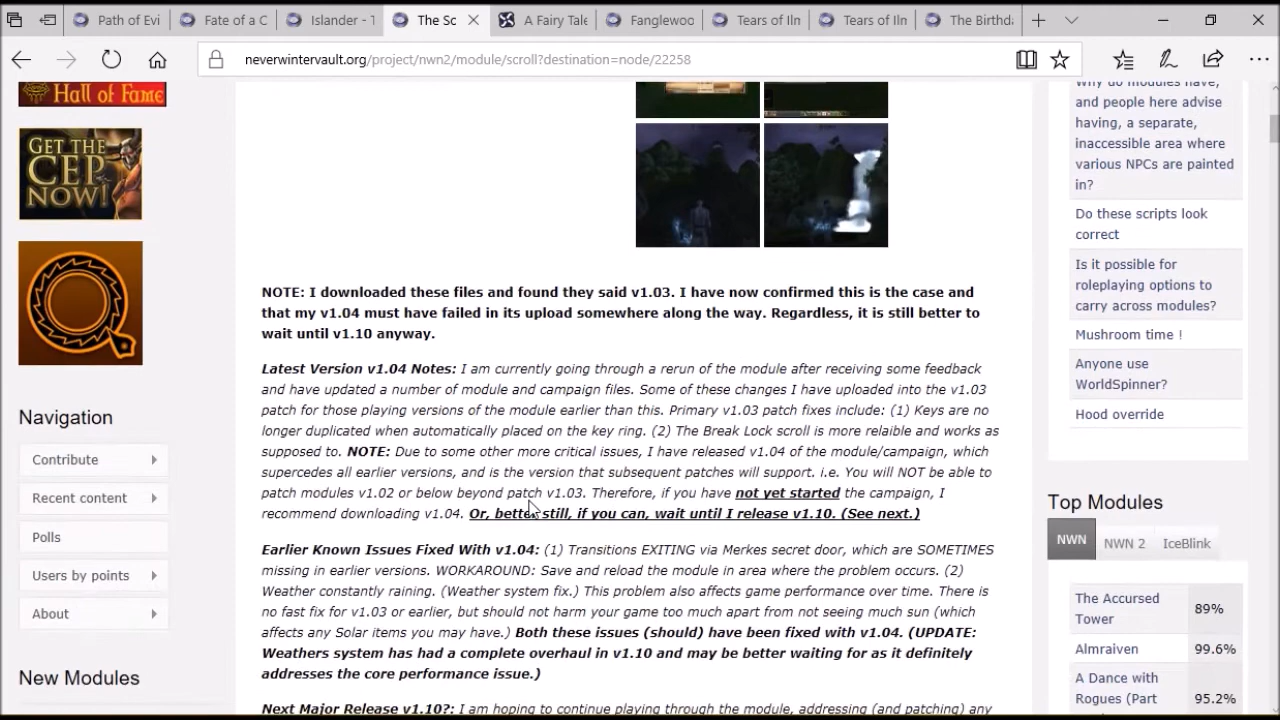 Path of Evi
Fate of a C
Islander - T
The Sc
A Fairy Tale
Fanglewoo
Tears of Iln
Tears of Iln
The Birthda
neverwintervault.org/project/nwn2/module/scroll?destination=node/22258
Hall of Fame
GET THE
CEP
NOW!
Navigation
Contribute
Recent content
Polls
Users by points
About
New Modules
NOTE: I downloaded these files and found they said v1.03. I have now confirmed this is the case and
that my v1.04 must have failed in its upload somewhere along the way. Regardless, it is still better to
wait until v1.10 anyway.
Latest Version v1.04 Notes: I am currently going through a rerun of the module after receiving some feedback
and have updated a number of module and campaign files. Some of these changes I have uploaded into the v1.03
patch for those playing versions of the module earlier than this. Primary v1.03 patch fixes include: (1) Keys are no
longer duplicated when automatically placed on the key ring. (2) The Break Lock scroll is more relaible and works as
supposed to. NOTE: Due to some other more critical issues, I have released v1.04 of the module/campaign, which
supercedes all earlier versions, and is the version that subsequent patches will support. i.e. You will NOT be able to
patch modules v1.02 or below beyond patch v1.03. Therefore, if you have not yet started the campaign, I
recommend downloading v1.04. Or, better still, if you can, wait until I release v1.10. (See next.)
Earlier Known Issues Fixed With v1.04: (1) Transitions EXITING via Merkes secret door, which are SOMETIMES
missing in earlier versions. WORKAROUND: Save and reload the module in area where the problem occurs. (2)
Weather constantly raining. (Weather system fix.) This problem also affects game performance over time. There is
no fast fix for v1.03 or earlier, but should not harm your game too much apart from not seeing much sun (which
affects any Solar items you may have.) Both these issues (should) have been fixed with v1.04. (UPDATE:
Weathers system has had a complete overhaul in v1.10 and may be better waiting for as it definitely
addresses the core performance issue.)
Next Major Release v1.10?: I am hoping to continue playing through the module, addressing (and patching) any
Why do modules have,
and people here advise
having, a separate,
inaccessible area where
various NPCs are painted
in?
Do these scripts look
correct
Is it possible for
roleplaying options to
carry across modules?
Mushroom time !
Anyone use
WorldSpinner?
Hood override
Top Modules
NWN NWN 2 IceBlink
The Accursed
Tower 89%
Almraiven 99.6%
A Dance with
Rogues (Part 95.2%